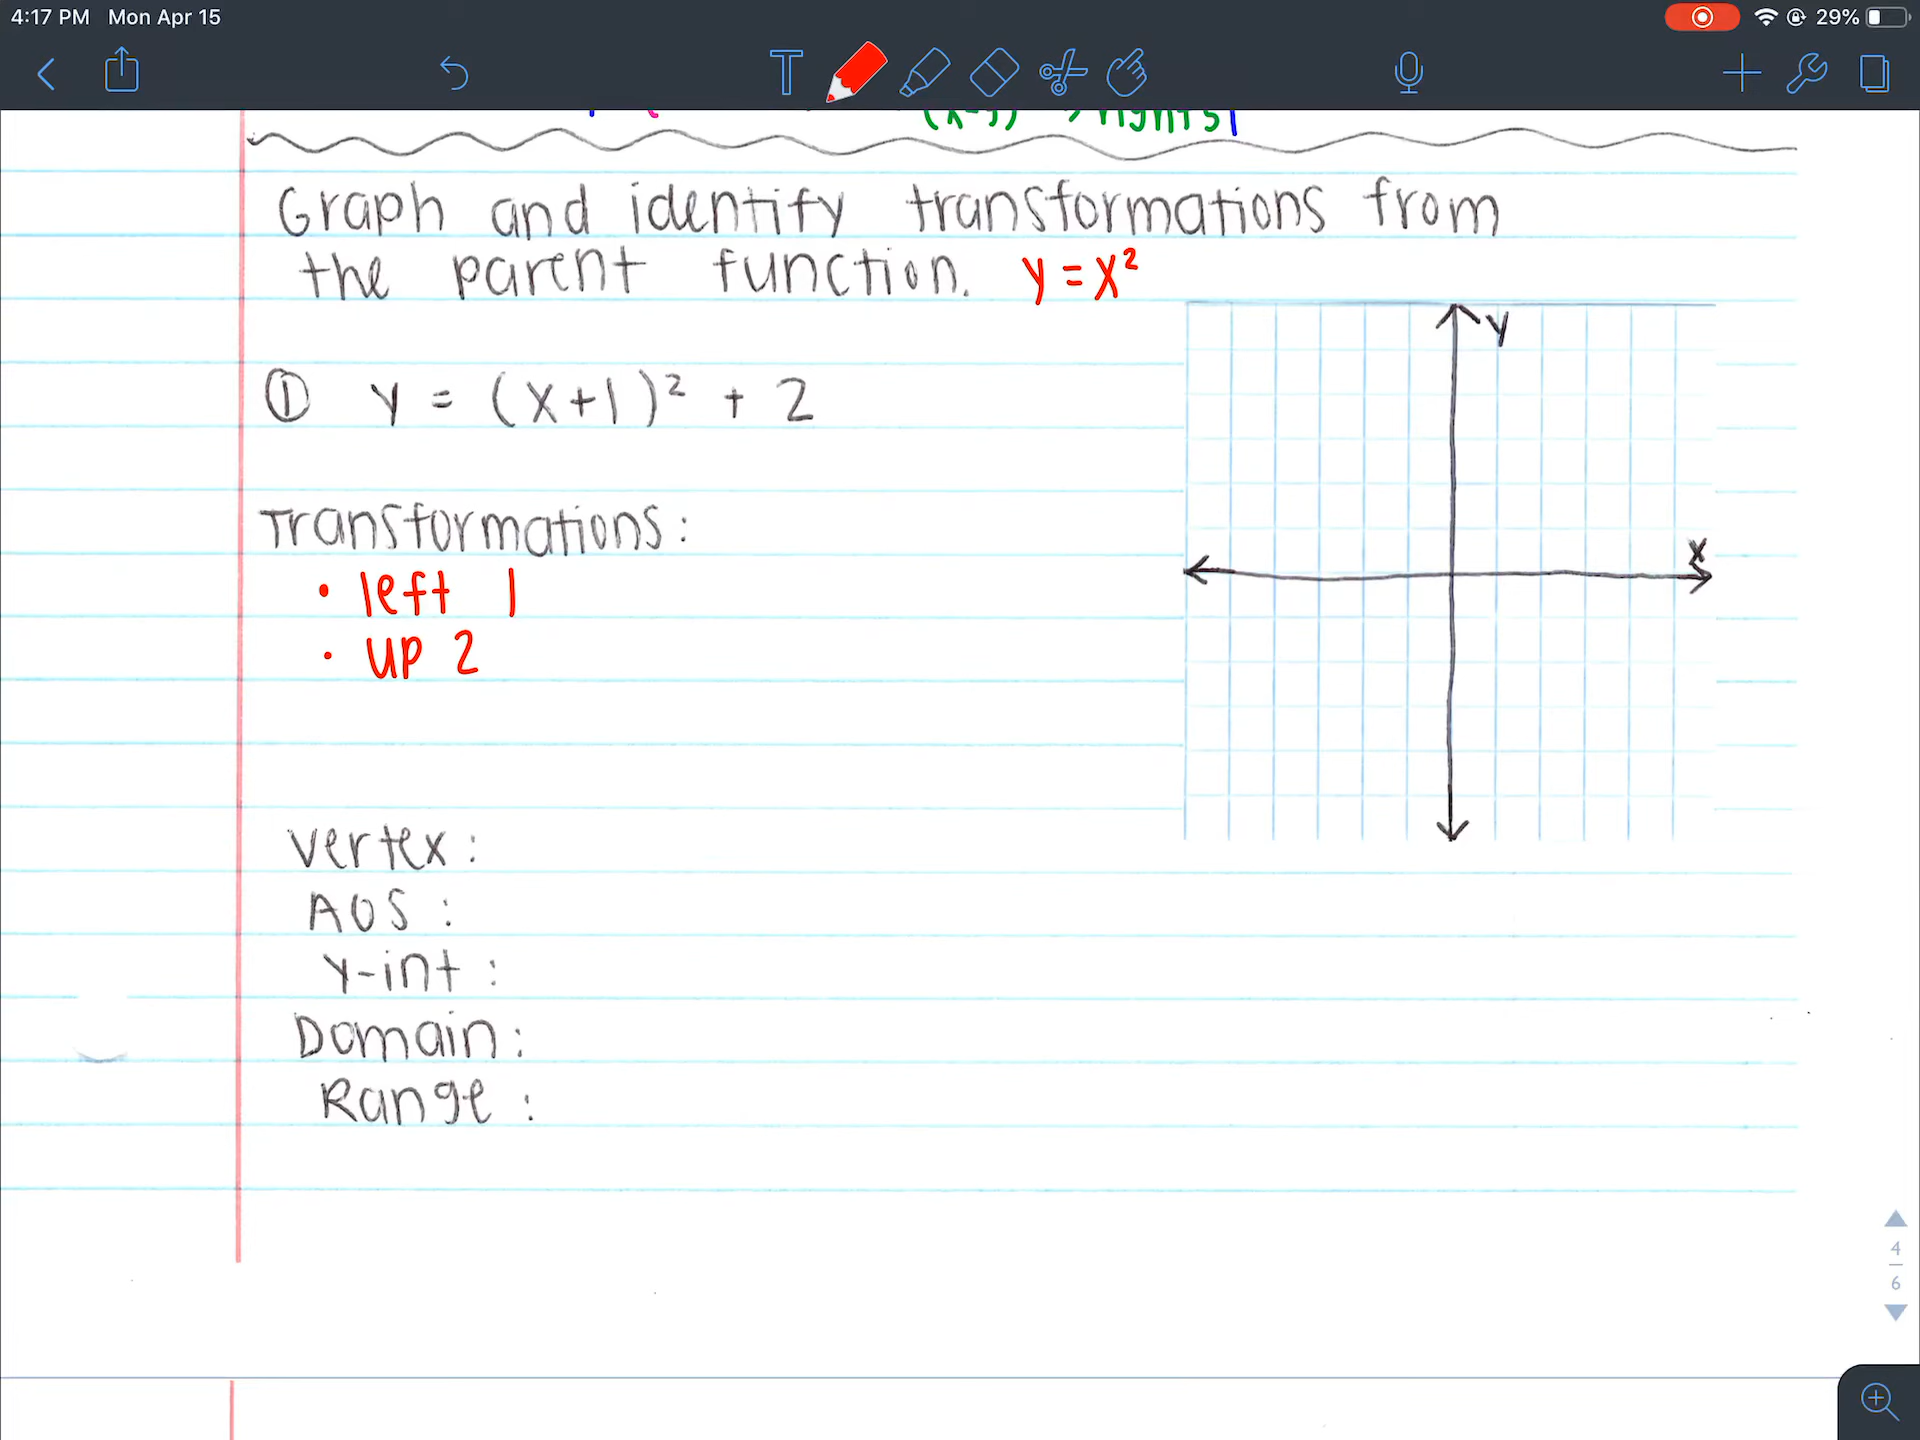 4:17 PM Mon Apr 15
29%
T
Graph and identify transformations from
the parent function. y = x²
① y = (x+1)² + 2
Transformations:
• left 1
• up 2
y
x
Vertex:
AOS:
Y-int:
Domain:
Range:
4
6